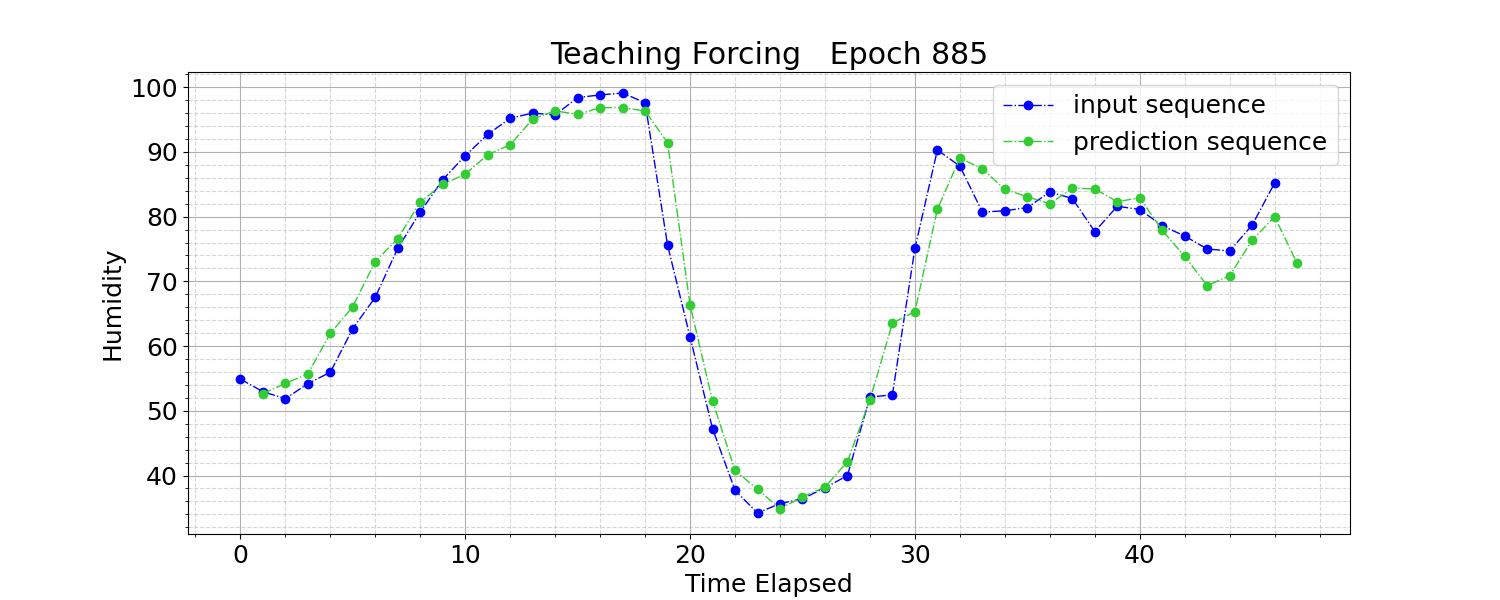 Teaching Forcing   Epoch 885
100
90
80
70
60
50
40
Humidity
input sequence
prediction sequence
0 10 20 30 40
Time Elapsed